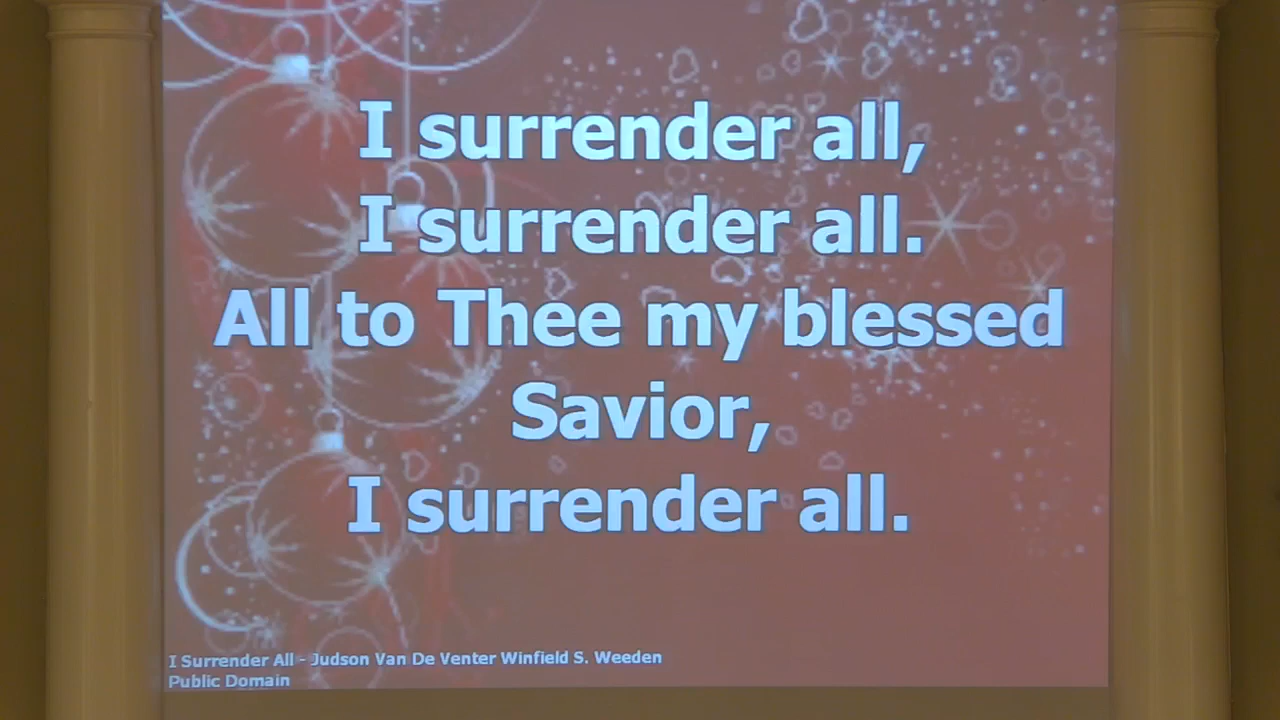 I surrender all,
I surrender all.
All to Thee my blessed
Savior,
I surrender all.
I Surrender All - Judson Van De Venter Winfield S. Weeden
Public Domain